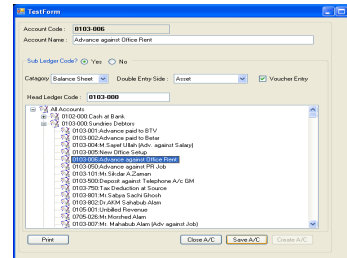 TestForm
Account Code : 0103-006
Account Name : Advance against Office Rent
Sub Ledger Code? Yes No
Catagory Balance Sheet Double Entry Side : Asset Voucher Entry
Head Ledger Code : 0103-000
All Accounts
0102-000:Cash at Bank
0103-000:Sundries Debtors
0103-001:Advance paid to BTV
0103-002:Advance paid to Betar
0103-004:M.Sayef Ullah (Adv. against Salary)
0103-005:New Office Setup
0103-006:Advance against Office Rent
0103-050:Advance against PR Job
0103-101:Mr.Sikdar A.Zaman
0103-500:Deposit against Telephone A/c GM
0103-750:Tax Deduction at Source
0103-801:Mr.Sabya Sachi Ghosh
0103-802:Dr.AKM Sahabub Alam
0105-001:Unbilled Revenue
0705-026:Mr.Morshed Alam
0103-007:Mr. Mahabub Alam (Adv against Job)
Print Close A/C Save A/C Create A/C